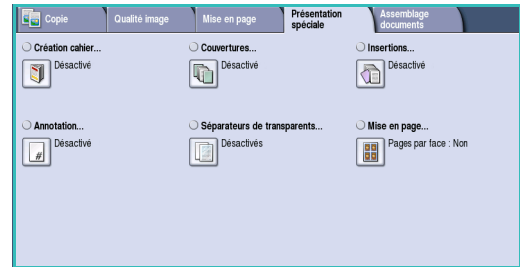 Copie
Qualité image
Mise en page
Présentation
spéciale
Assemblage
documents
Création cahier...
Désactivé
Couvertures...
Désactivé
Insertions...
Désactivé
Annotation...
#
Désactivé
Séparateurs de transparents...
Désactivés
Mise en page...
Pages par face : Non